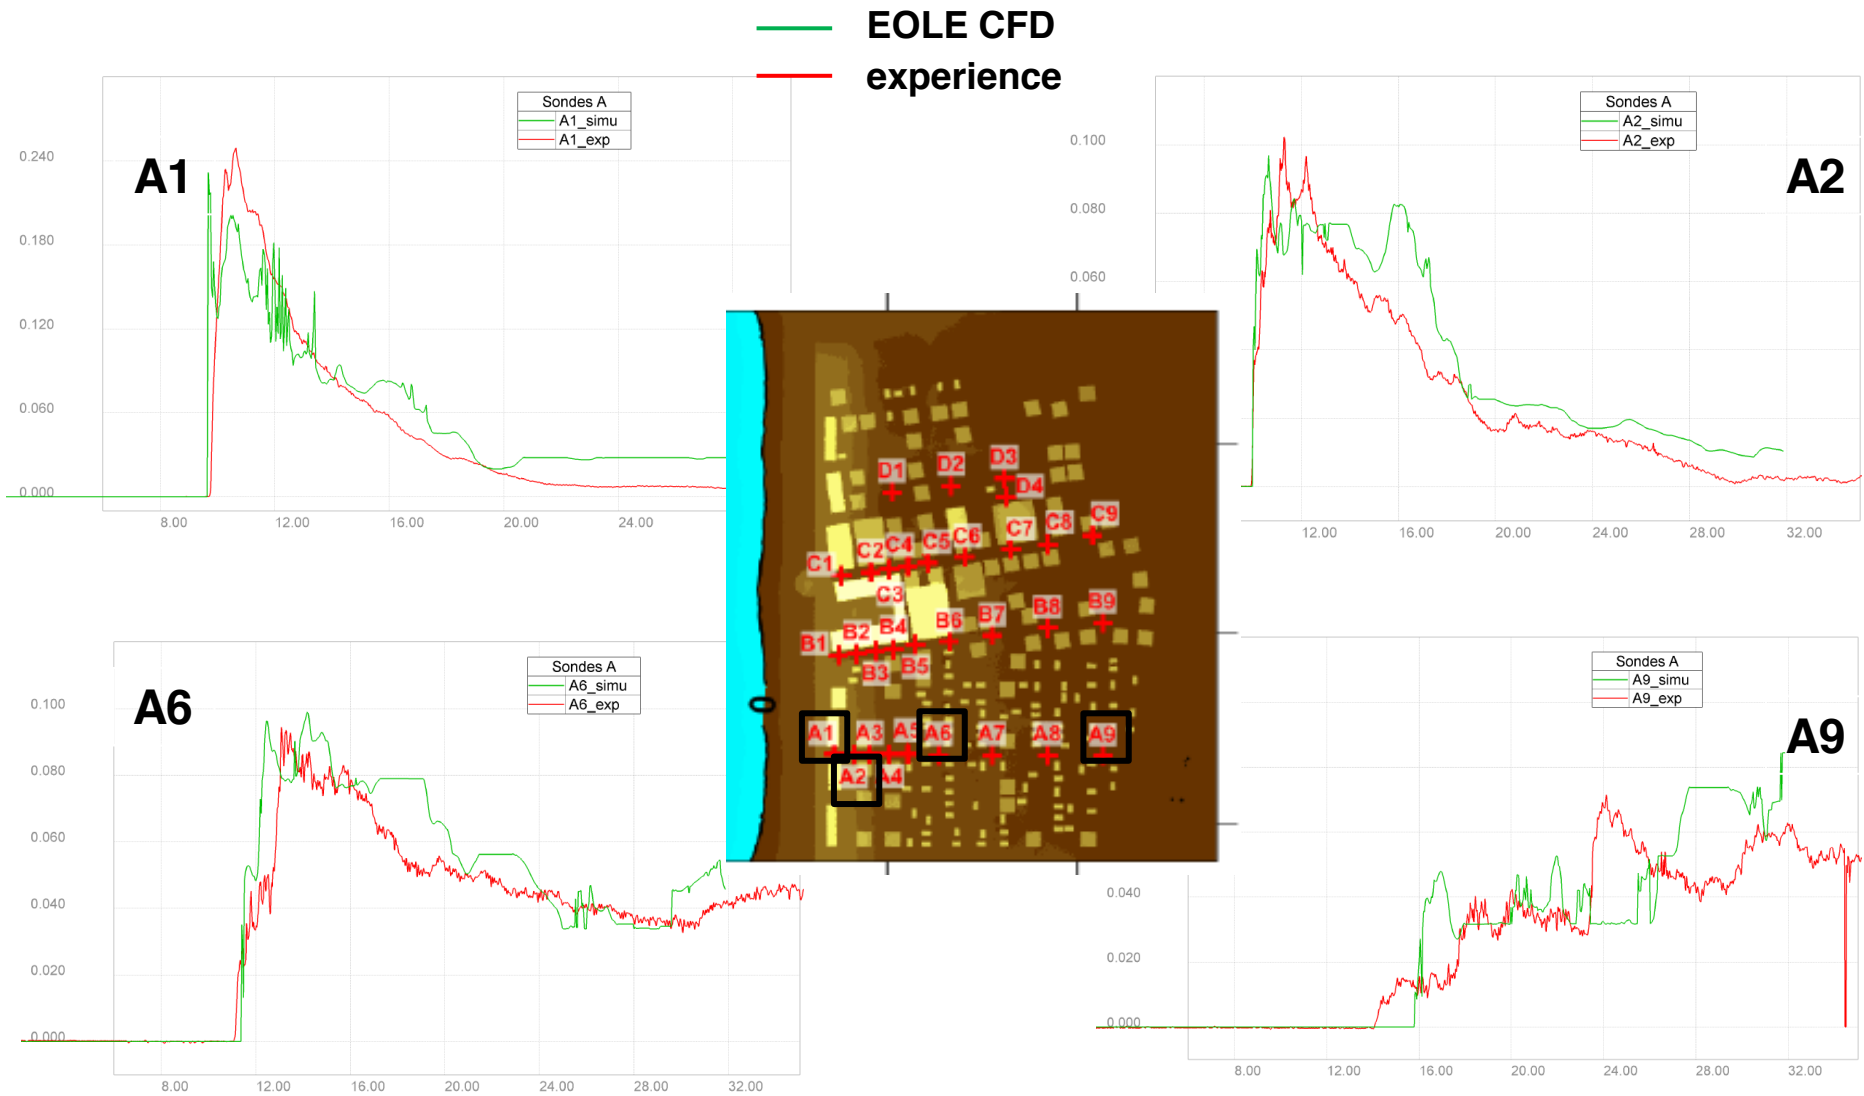 EOLE CFD
experience
Sondes A
A1_simu
A1_exp
A1
0.240
0.180
0.120
0.060
0.000
8.00 12.00 16.00 20.00 24.00
Sondes A
A2_simu
A2_exp
A2
0.100
0.080
0.060
12.00 16.00 20.00 24.00 28.00 32.00
D1 D2 D3
D4
C1 C2 C4 C5 C6 C7 C8 C9
C3
B1 B2 B4 B6 B7 B8 B9
B3 B5
0
A1 A3 A5 A6 A7 A8 A9
A2 A4
Sondes A
A6_simu
A6_exp
A6
0.100
0.080
0.060
0.040
0.020
0.000
8.00 12.00 16.00 20.00 24.00 28.00 32.00
Sondes A
A9_simu
A9_exp
A9
0.040
0.020
0.000
8.00 12.00 16.00 20.00 24.00 28.00 32.00